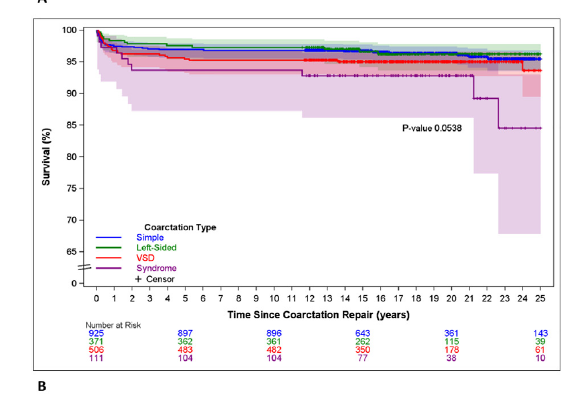 A
100
95
90
85
80
75
70
65
0
Survival (%)
P-value 0.0538
Coarctation Type
Simple
Left-Sided
VSD
Syndrome
+ Censor
0 1 2 3 4 5 6 7 8 9 10 11 12 13 14 15 16 17 18 19 20 21 22 23 24 25
Time Since Coarctation Repair (years)
Number at Risk
925 897 896 643 361 143
371 362 361 262 115 39
506 483 482 350 178 61
111 104 104 77 38 10
B